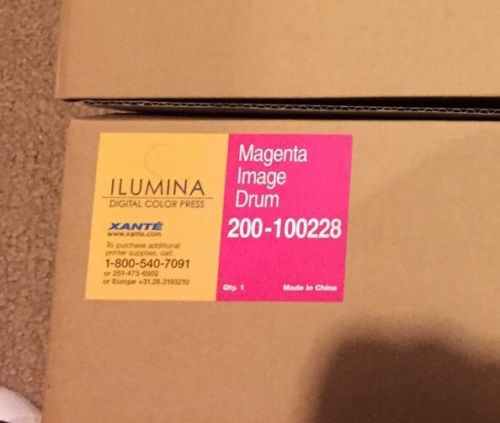 ILUMINA
DIGITAL COLOR PRESS
XANTÉ
www.xante.com
To purchase additional
printer supplies, call:
1-800-540-7091
or 251-473-6502
or Europe +31.26.3193210
Magenta
Image
Drum
200-100228
Qty. 1 Made in China